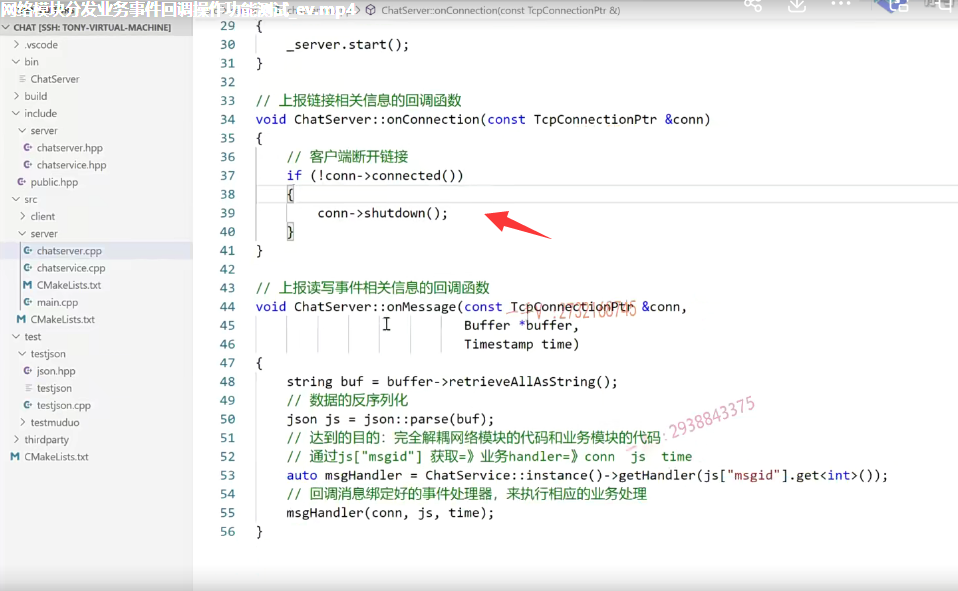 网络模块分发业务事件回调操作功能测试_ev.mp4
ChatServer::onConnection(const TcpConnectionPtr &)
CHAT [SSH: TONY-VIRTUAL-MACHINE]
.vscode
bin
ChatServer
build
include
server
chatserver.hpp
chatservice.hpp
public.hpp
src
client
server
chatserver.cpp
chatservice.cpp
CMakeLists.txt
main.cpp
CMakeLists.txt
test
testjson
json.hpp
testjson
testjson.cpp
testmuduo
thirdparty
CMakeLists.txt
29 {
30 _server.start();
31 }
32
33 // 上报链接相关信息的回调函数
34 void ChatServer::onConnection(const TcpConnectionPtr &conn)
35 {
36 // 客户端断开链接
37 if (!conn->connected())
38 {
39 conn->shutdown();
40 }
41 }
42
43 // 上报读写事件相关信息的回调函数
44 void ChatServer::onMessage(const TcpConnectionPtr &conn,
45 Buffer *buffer,
46 Timestamp time)
47 {
48 string buf = buffer->retrieveAllAsString();
49 // 数据的反序列化
50 json js = json::parse(buf);
51 // 达到的目的：完全解耦网络模块的代码和业务模块的代码
52 // 通过js["msgid"] 获取=》业务handler=》conn js time
53 auto msgHandler = ChatService::instance()->getHandler(js["msgid"].get<int>());
54 // 回调消息绑定好的事件处理器，来执行相应的业务处理
55 msgHandler(conn, js, time);
56 }
2938843375